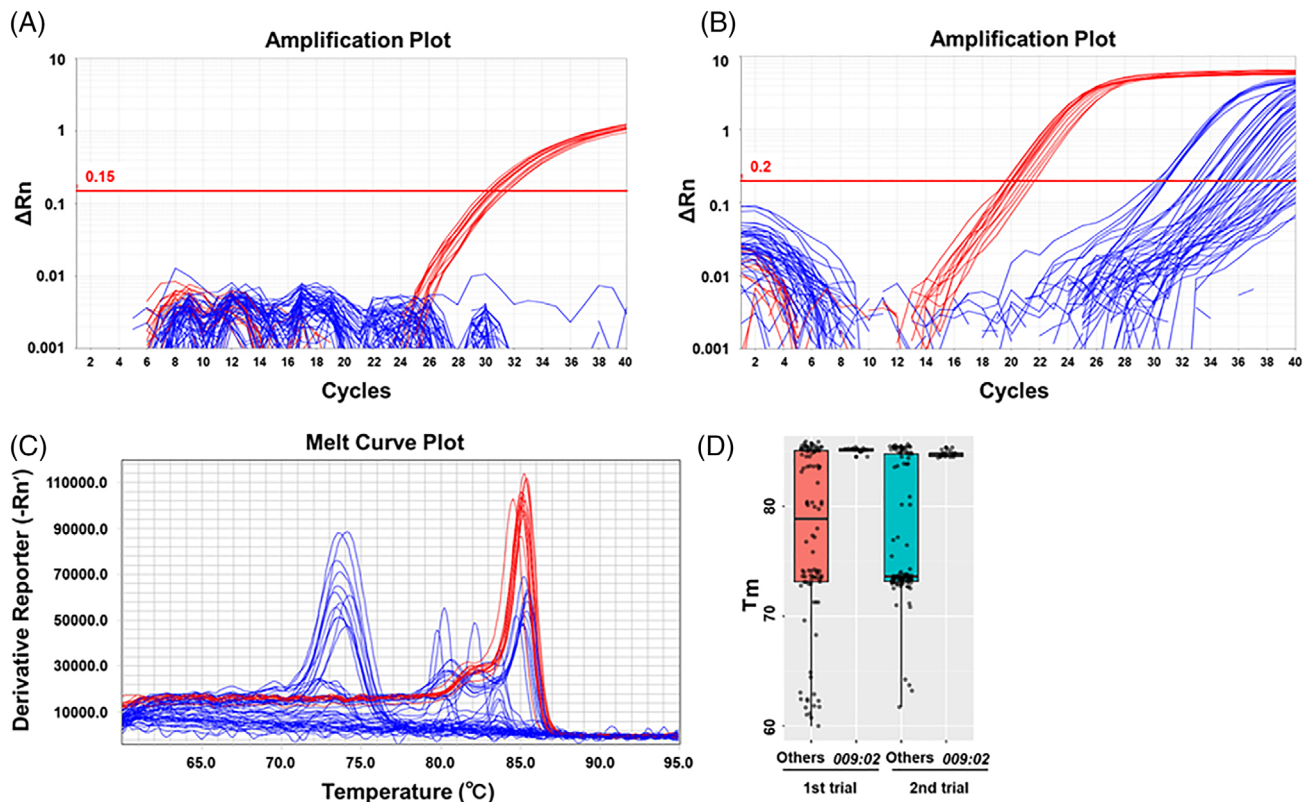 (A)
Amplification Plot
10
1
0.15
0.1
0.01
0.001
ΔRn
2 4 6 8 10 12 14 16 18 20 22 24 26 28 30 32 34 36 38 40
Cycles
(B)
Amplification Plot
10
1
0.2
0.1
0.01
0.001
ΔRn
2 4 6 8 10 12 14 16 18 20 22 24 26 28 30 32 34 36 38 40
Cycles
(C)
Melt Curve Plot
110000.0
90000.0
70000.0
50000.0
30000.0
10000.0
Derivative Reporter (-Rn')
65.0 70.0 75.0 80.0 85.0 90.0 95.0
Temperature (℃)
(D)
80
70
60
Tm
Others 009:02 Others 009:02
1st trial 2nd trial